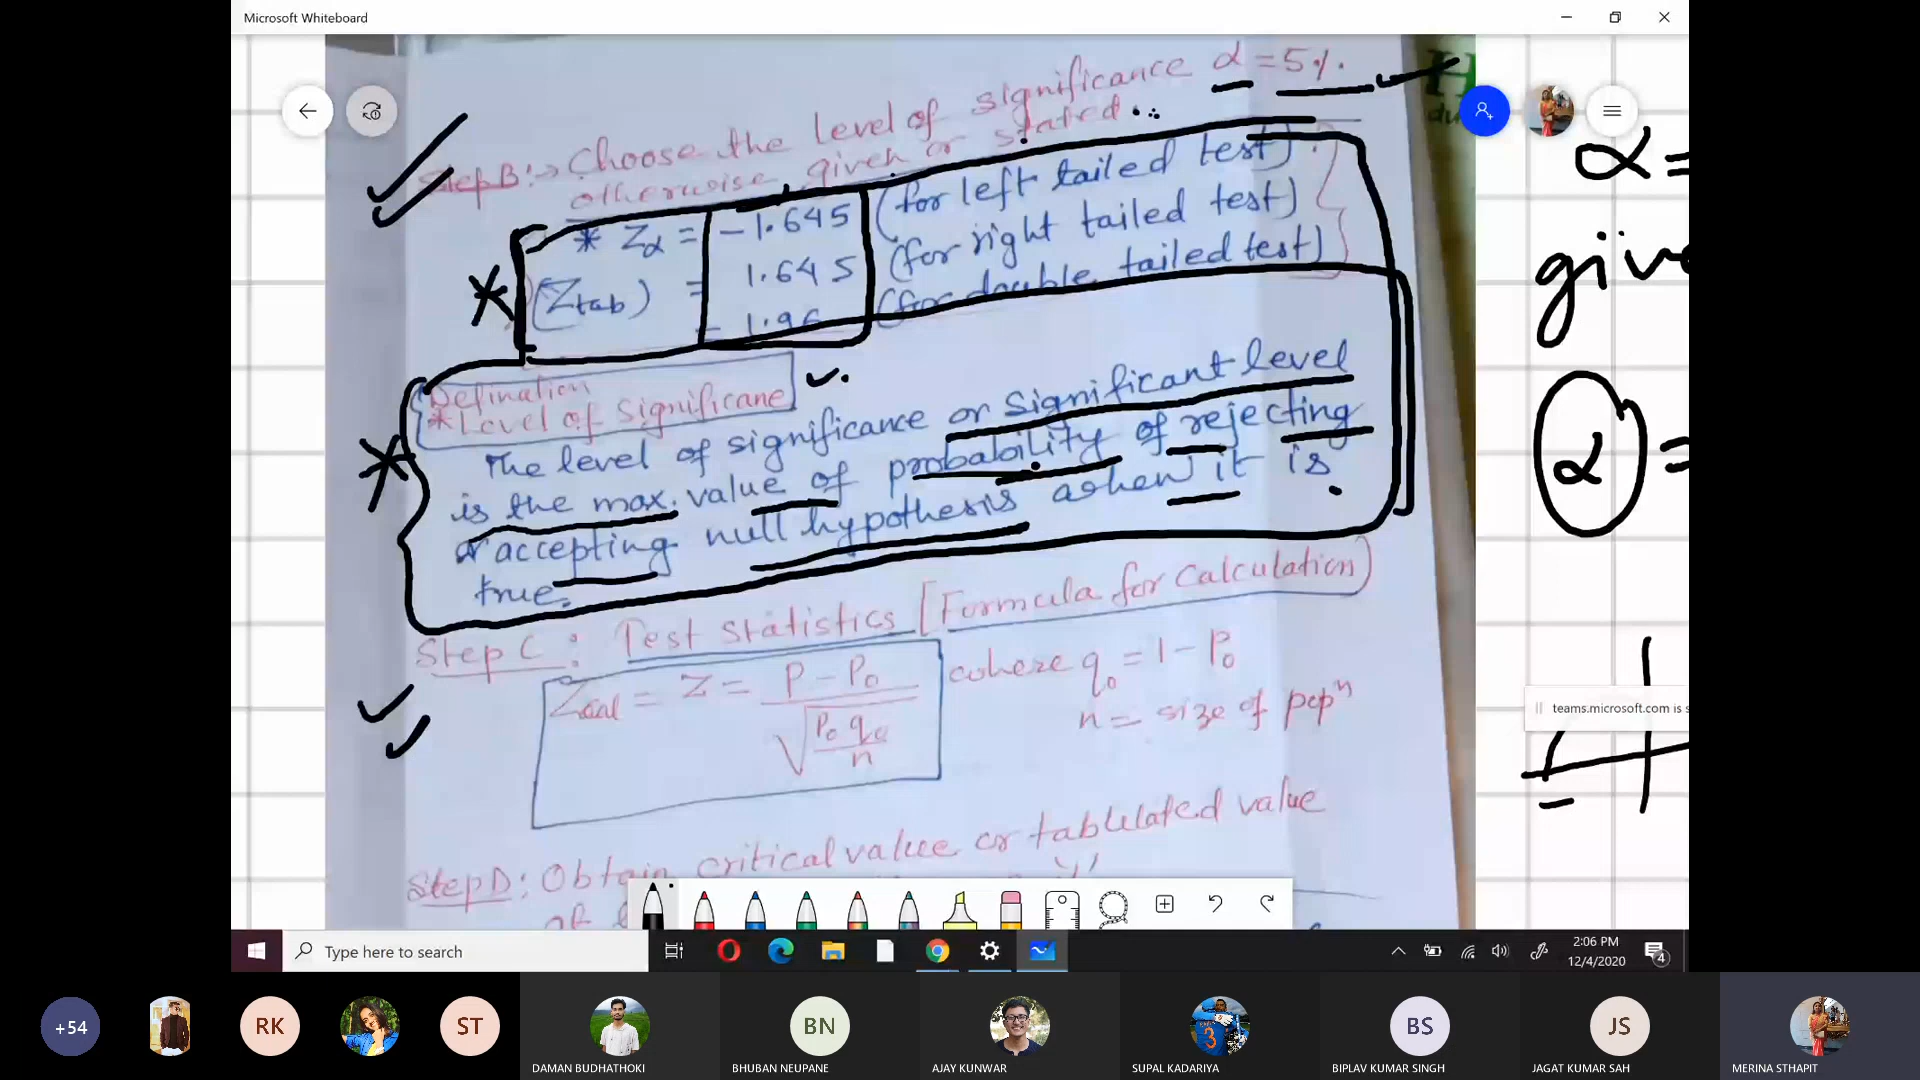 Microsoft Whiteboard
Step B:→ Choose the level of significance α = 5%.
otherwise given or stated
* Zα = -1.645 (for left tailed test).
(Ztab) = 1.645 (for right tailed test)
1.96 (for double tailed test)
Defination
*Level of Significane
The level of significance or Significant level
is the max. value of probability of rejecting
or accepting null hypothesis when it is
true.
Step C: Test Statistics [Formula for Calculation)
Zcal = Z = P - P₀ / √(P₀ q₀ / n) where q₀ = 1 - P₀
n = size of popⁿ
Step D: Obtain critical value or tablulated value
of
α =
give
α =
teams.microsoft.com is s
Type here to search
2:06 PM
12/4/2020
4
+54
RK
ST
DAMAN BUDHATHOKI
BN
BHUBAN NEUPANE
AJAY KUNWAR
3
SUPAL KADARIYA
BS
BIPLAV KUMAR SINGH
JS
JAGAT KUMAR SAH
MERINA STHAPIT